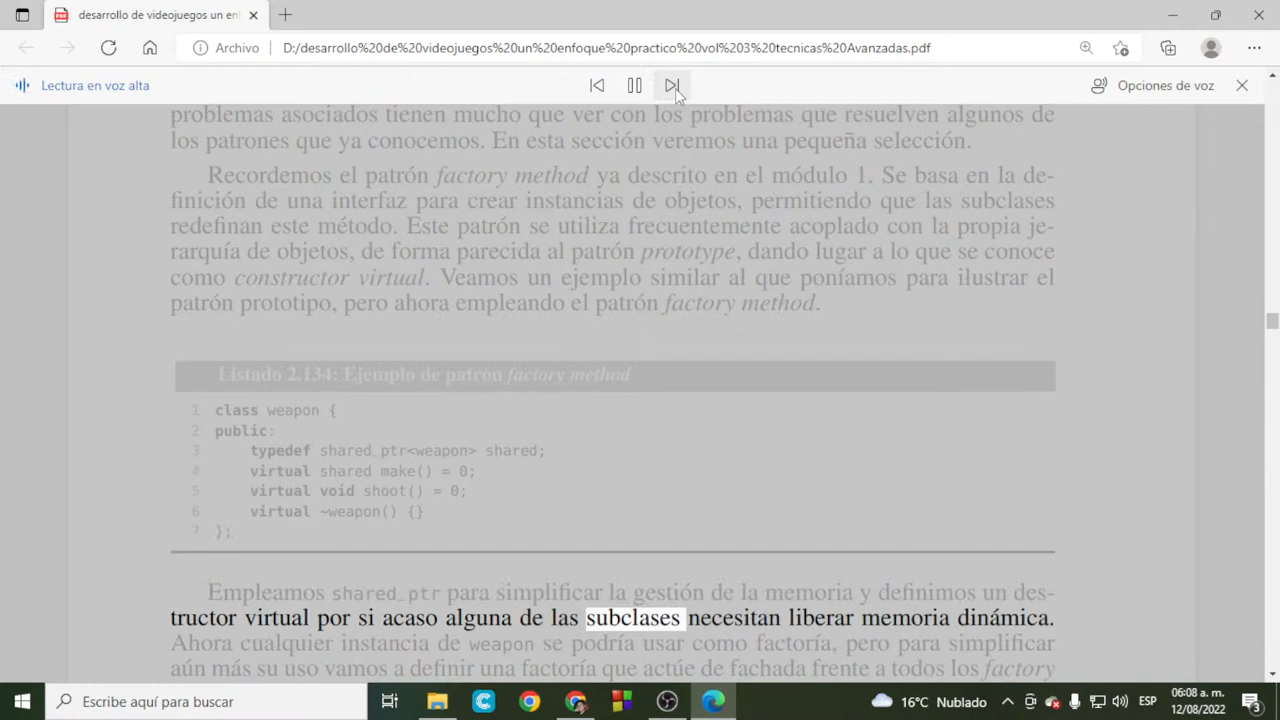 desarrollo de videojuegos un en
Archivo
D:/desarrollo%20de%20videojuegos%20un%20enfoque%20practico%20vol%203%20tecnicas%20Avanzadas.pdf
Lectura en voz alta
Opciones de voz
problemas asociados tienen mucho que ver con los problemas que resuelven algunos de
los patrones que ya conocemos. En esta sección veremos una pequeña selección.
Recordemos el patrón factory method ya descrito en el módulo 1. Se basa en la de-
finición de una interfaz para crear instancias de objetos, permitiendo que las subclases
redefinan este método. Este patrón se utiliza frecuentemente acoplado con la propia je-
rarquía de objetos, de forma parecida al patrón prototype, dando lugar a lo que se conoce
como constructor virtual. Veamos un ejemplo similar al que poníamos para ilustrar el
patrón prototipo, pero ahora empleando el patrón factory method.
Listado 2.134: Ejemplo de patrón factory method
1 class weapon {
2 public:
3 typedef shared_ptr<weapon> shared;
4 virtual shared make() = 0;
5 virtual void shoot() = 0;
6 virtual ~weapon() {}
7 };
Empleamos shared_ptr para simplificar la gestión de la memoria y definimos un des-
tructor virtual por si acaso alguna de las subclases necesitan liberar memoria dinámica.
Ahora cualquier instancia de weapon se podría usar como factoría, pero para simplificar
aún más su uso vamos a definir una factoría que actúe de fachada frente a todos los factory
Escribe aquí para buscar
16°C Nublado
ESP
06:08 a. m.
12/08/2022
3